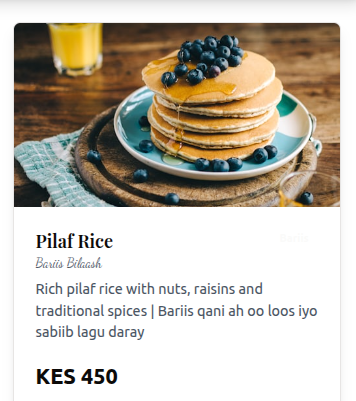 Pilaf Rice
Bariis Bilaash
Rich pilaf rice with nuts, raisins and
traditional spices | Bariis qani ah oo loos iyo
sabiib lagu daray
KES 450